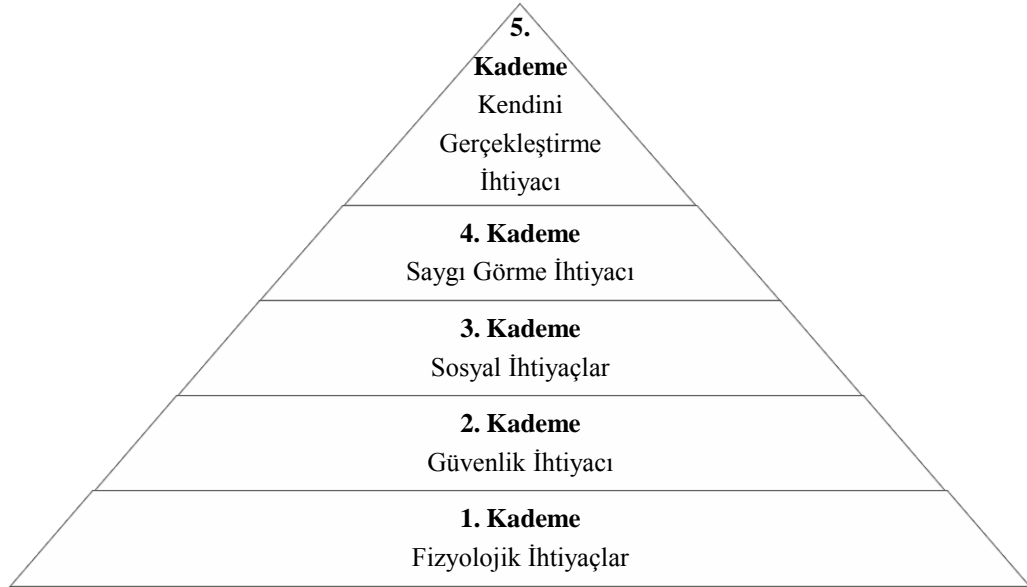 5.
Kademe
Kendini
Gerçekleştirme
İhtiyacı
4. Kademe
Saygı Görme İhtiyacı
3. Kademe
Sosyal İhtiyaçlar
2. Kademe
Güvenlik İhtiyacı
1. Kademe
Fizyolojik İhtiyaçlar